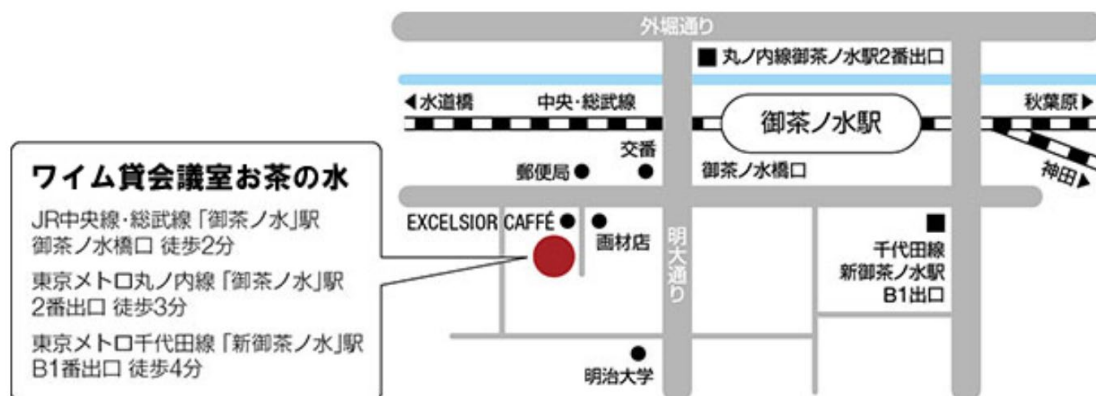 外堀通り
丸ノ内線御茶ノ水駅2番出口
水道橋
中央・総武線
御茶ノ水駅
秋葉原
神田
交番
郵便局
御茶ノ水橋口
EXCELSIOR CAFFÉ
画材店
明大通り
千代田線
新御茶ノ水駅
B1出口
明治大学
ワイム貸会議室お茶の水
JR中央線・総武線「御茶ノ水」駅
御茶ノ水橋口 徒歩2分
東京メトロ丸ノ内線「御茶ノ水」駅
2番出口 徒歩3分
東京メトロ千代田線「新御茶ノ水」駅
B1番出口 徒歩4分